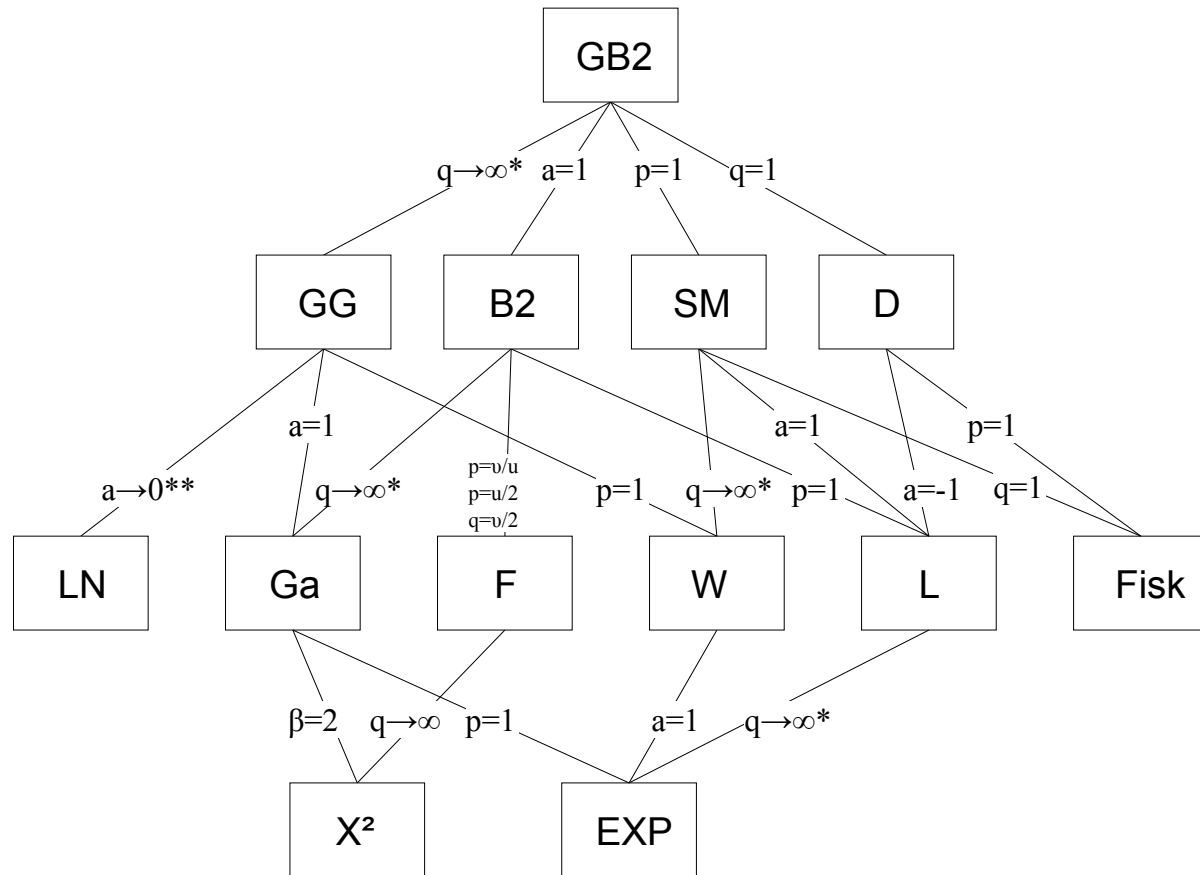 GB2
q→∞*
a=1
p=1
q=1
GG
B2
SM
D
a=1
a=1
p=1
p=υ/u
p=u/2
q=υ/2
a→0**
q→∞*
p=1
q→∞*
p=1
a=-1
q=1
LN
Ga
F
W
L
Fisk
β=2
q→∞
p=1
a=1
q→∞*
X²
EXP